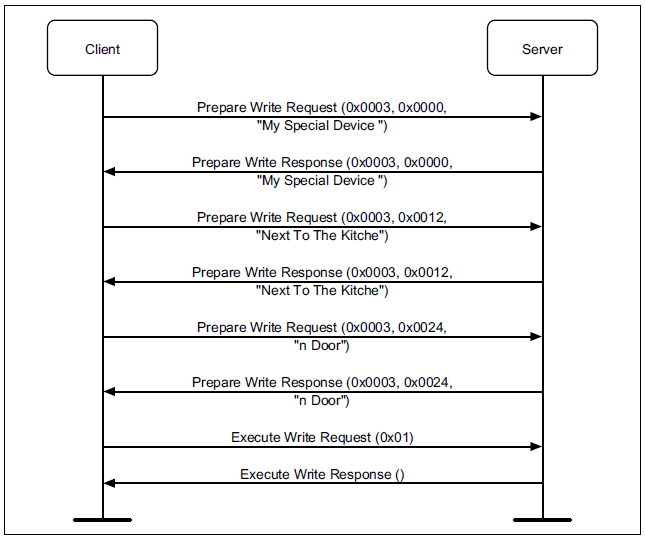 Client
Server
Prepare Write Request (0x0003, 0x0000,
"My Special Device ")
Prepare Write Response (0x0003, 0x0000,
"My Special Device ")
Prepare Write Request (0x0003, 0x0012,
"Next To The Kitche")
Prepare Write Response (0x0003, 0x0012,
"Next To The Kitche")
Prepare Write Request (0x0003, 0x0024,
"n Door")
Prepare Write Response (0x0003, 0x0024,
"n Door")
Execute Write Request (0x01)
Execute Write Response ()